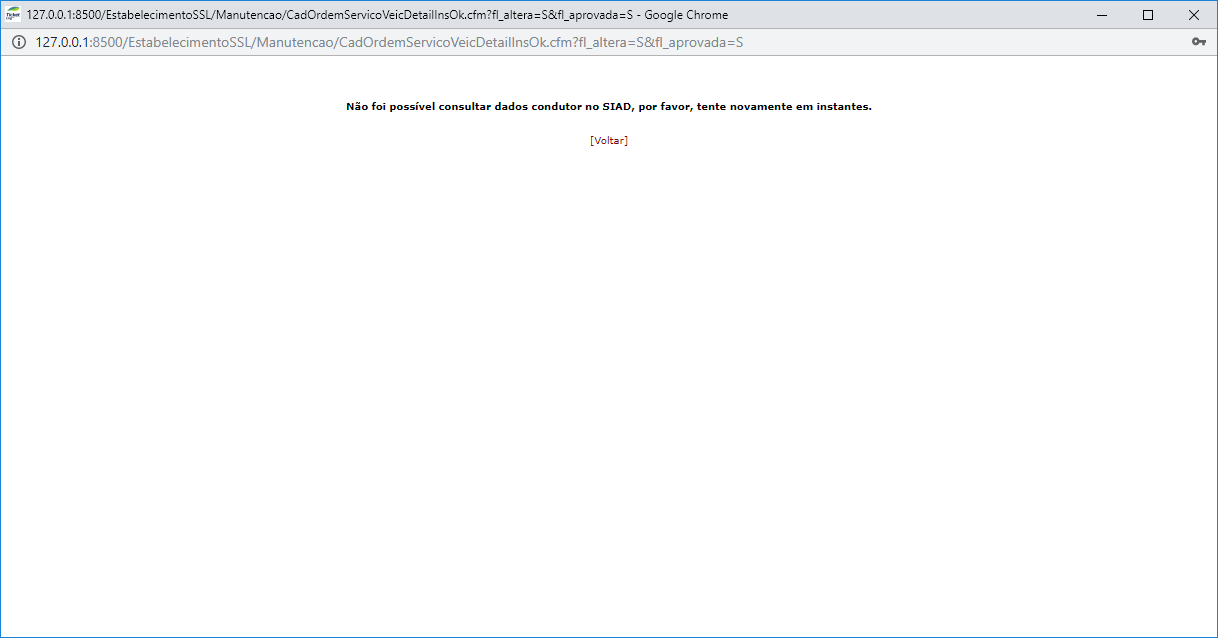 127.0.0.1:8500/EstabelecimentoSSL/Manutencao/CadOrdemServicoVeicDetailInsOk.cfm?fl_altera=S&fl_aprovada=S - Google Chrome
127.0.0.1:8500/EstabelecimentoSSL/Manutencao/CadOrdemServicoVeicDetailInsOk.cfm?fl_altera=S&fl_aprovada=S
Não foi possível consultar dados condutor no SIAD, por favor, tente novamente em instantes.
[Voltar]